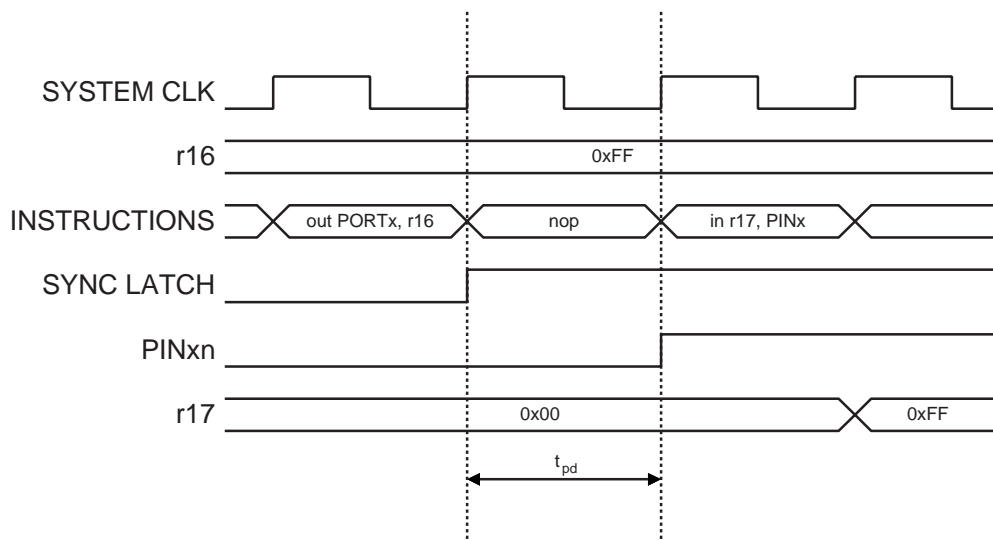 SYSTEM CLK
r16
0xFF
INSTRUCTIONS
out PORTx, r16
nop
in r17, PINx
SYNC LATCH
PINxn
r17
0x00
0xFF
tpd